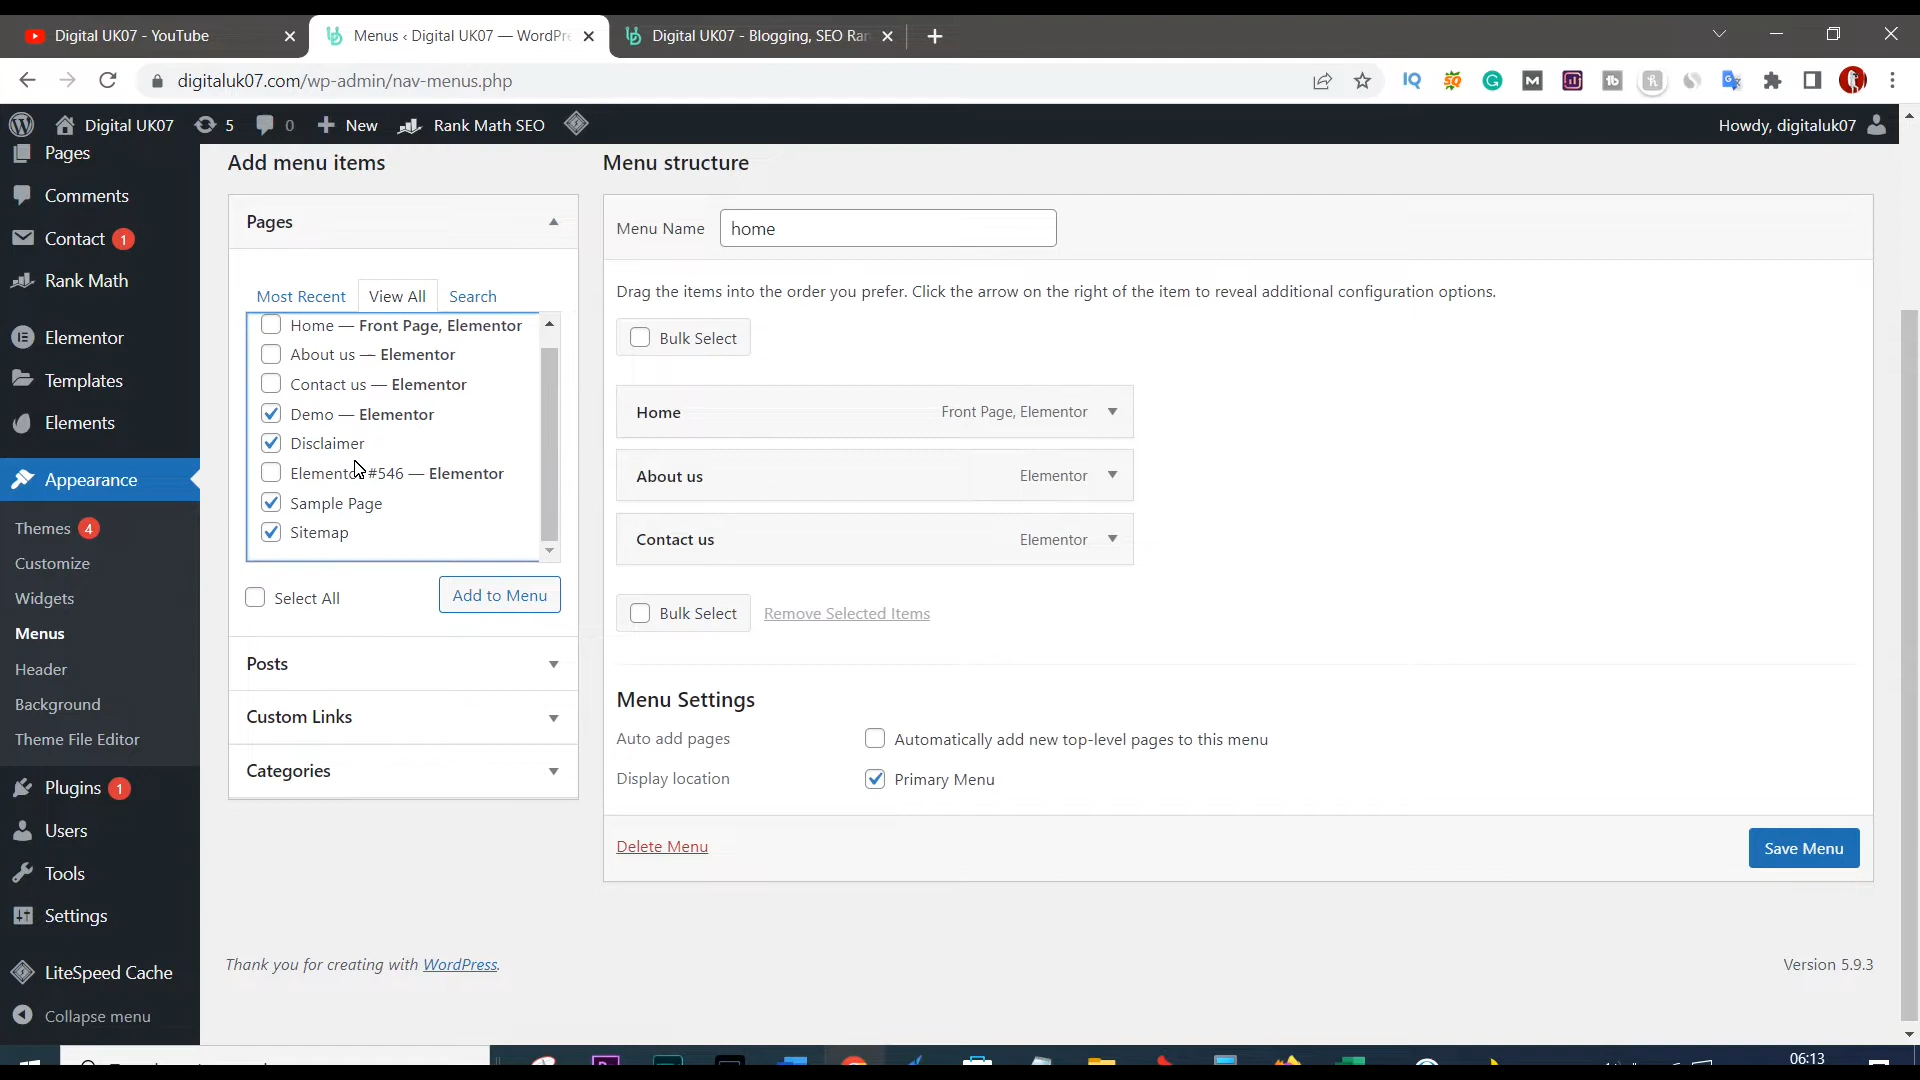 Digital UK07 - YouTube
Menus ‹ Digital UK07 — WordPr
Digital UK07 - Blogging, SEO Ran
digitaluk07.com/wp-admin/nav-menus.php
Digital UK07 5 0 New Rank Math SEO
Howdy, digitaluk07
Pages
Comments
Contact 1
Rank Math
Elementor
Templates
Elements
Appearance
Themes 4
Customize
Widgets
Menus
Header
Background
Theme File Editor
Plugins 1
Users
Tools
Settings
LiteSpeed Cache
Collapse menu
Add menu items
Pages
Most Recent View All Search
Home — Front Page, Elementor
About us — Elementor
Contact us — Elementor
Demo — Elementor
Disclaimer
#546 — Elementor
Sample Page
Sitemap
Select All
Add to Menu
Posts
Custom Links
Categories
Menu structure
Menu Name home
Drag the items into the order you prefer. Click the arrow on the right of the item to reveal additional configuration options.
Bulk Select
Home Front Page, Elementor
About us Elementor
Contact us Elementor
Bulk Select Remove Selected Items
Menu Settings
Auto add pages Automatically add new top-level pages to this menu
Display location Primary Menu
Delete Menu
Save Menu
Thank you for creating with WordPress.
Version 5.9.3
06:13